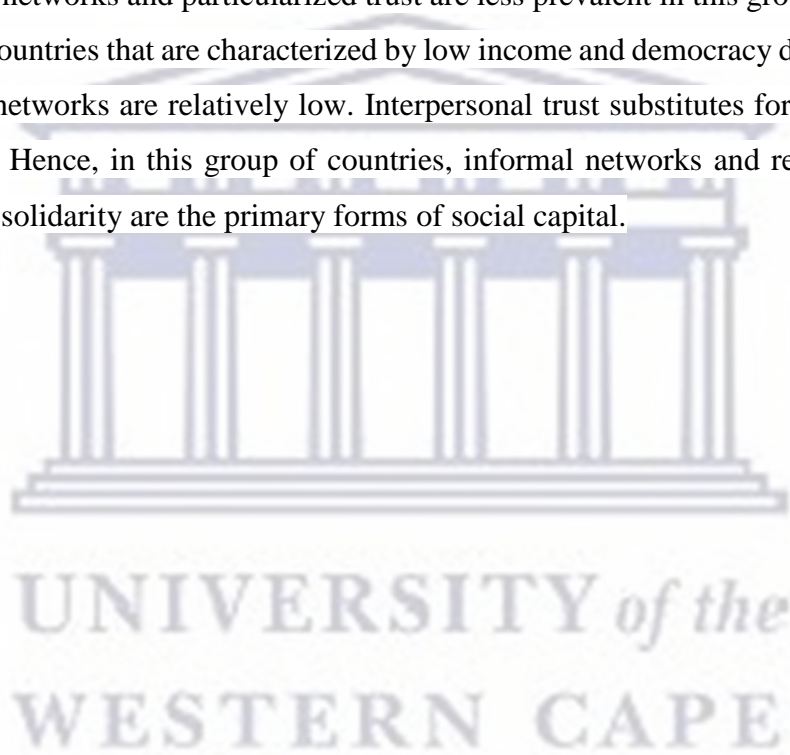 networks and particularized trust are less prevalent in this gro
ountries that are characterized by low income and democracy d
networks are relatively low. Interpersonal trust substitutes for
Hence, in this group of countries, informal networks and re
solidarity are the primary forms of social capital.
UNIVERSITY of the
WESTERN CAPE